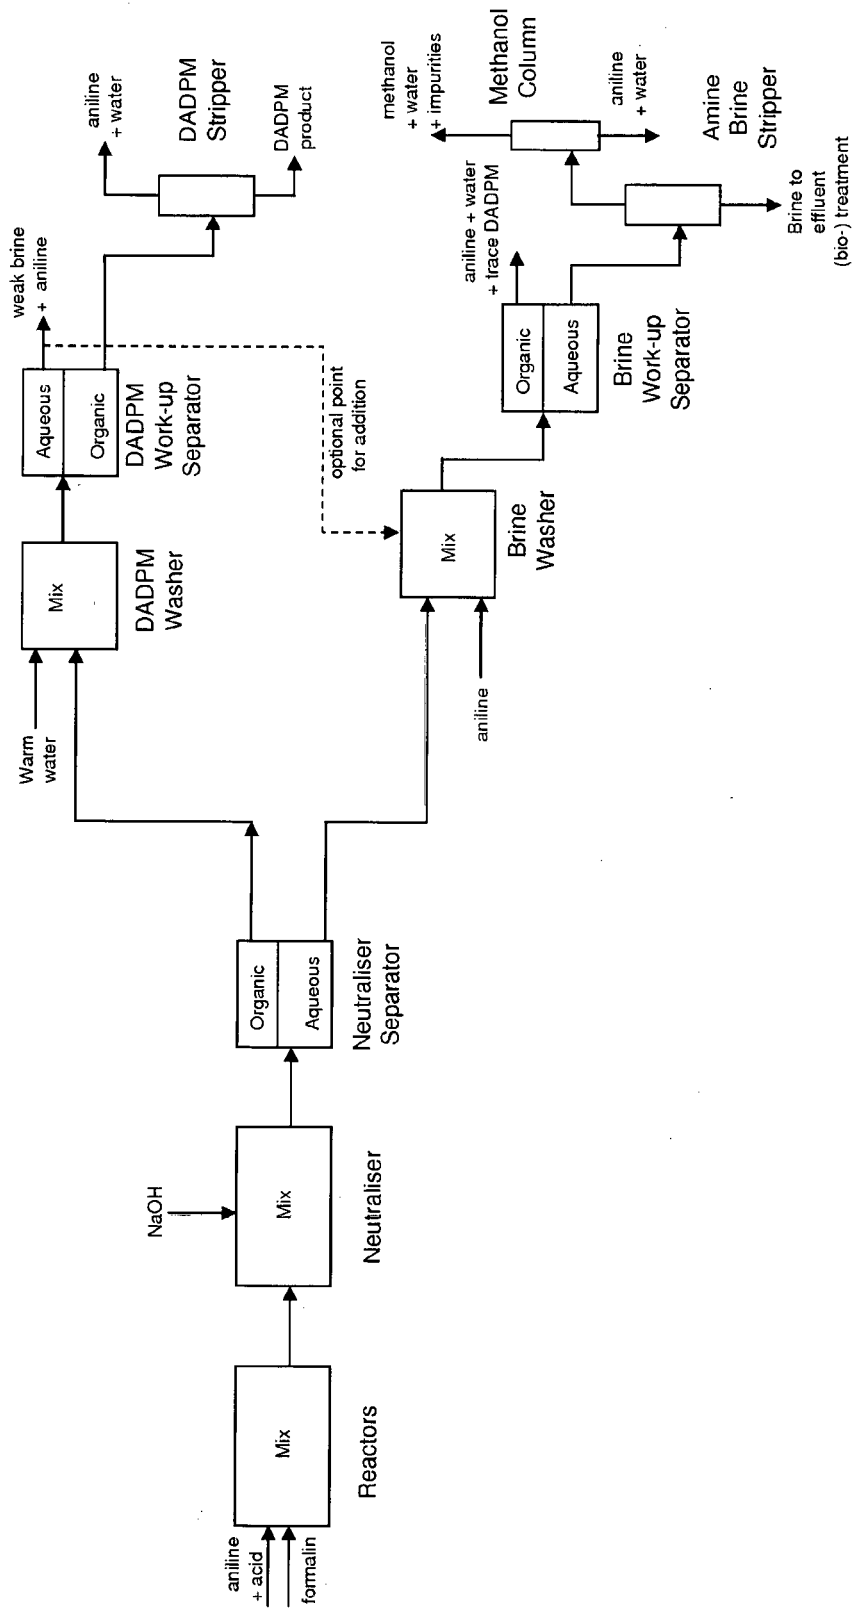 aniline
+ acid
formalin
Mix
Reactors
NaOH
Mix
Neutraliser
Organic
Aqueous
Neutraliser
Separator
Warm
water
Mix
DADPM
Washer
Aqueous
Organic
DADPM
Work-up
Separator
weak brine
+ aniline
aniline
+ water
DADPM
Stripper
DADPM
product
optional point
for addition
aniline
Mix
Brine
Washer
Organic
Aqueous
Brine
Work-up
Separator
aniline + water
+ trace DADPM
methanol
+ water
+ impurities
Methanol
Column
aniline
+ water
Amine
Brine
Stripper
Brine to
effluent
(bio-) treatment